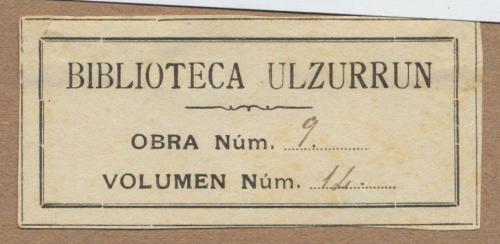 BIBLIOTECA ULZURRUN
OBRA Núm. 9.
VOLUMEN Núm. 14.